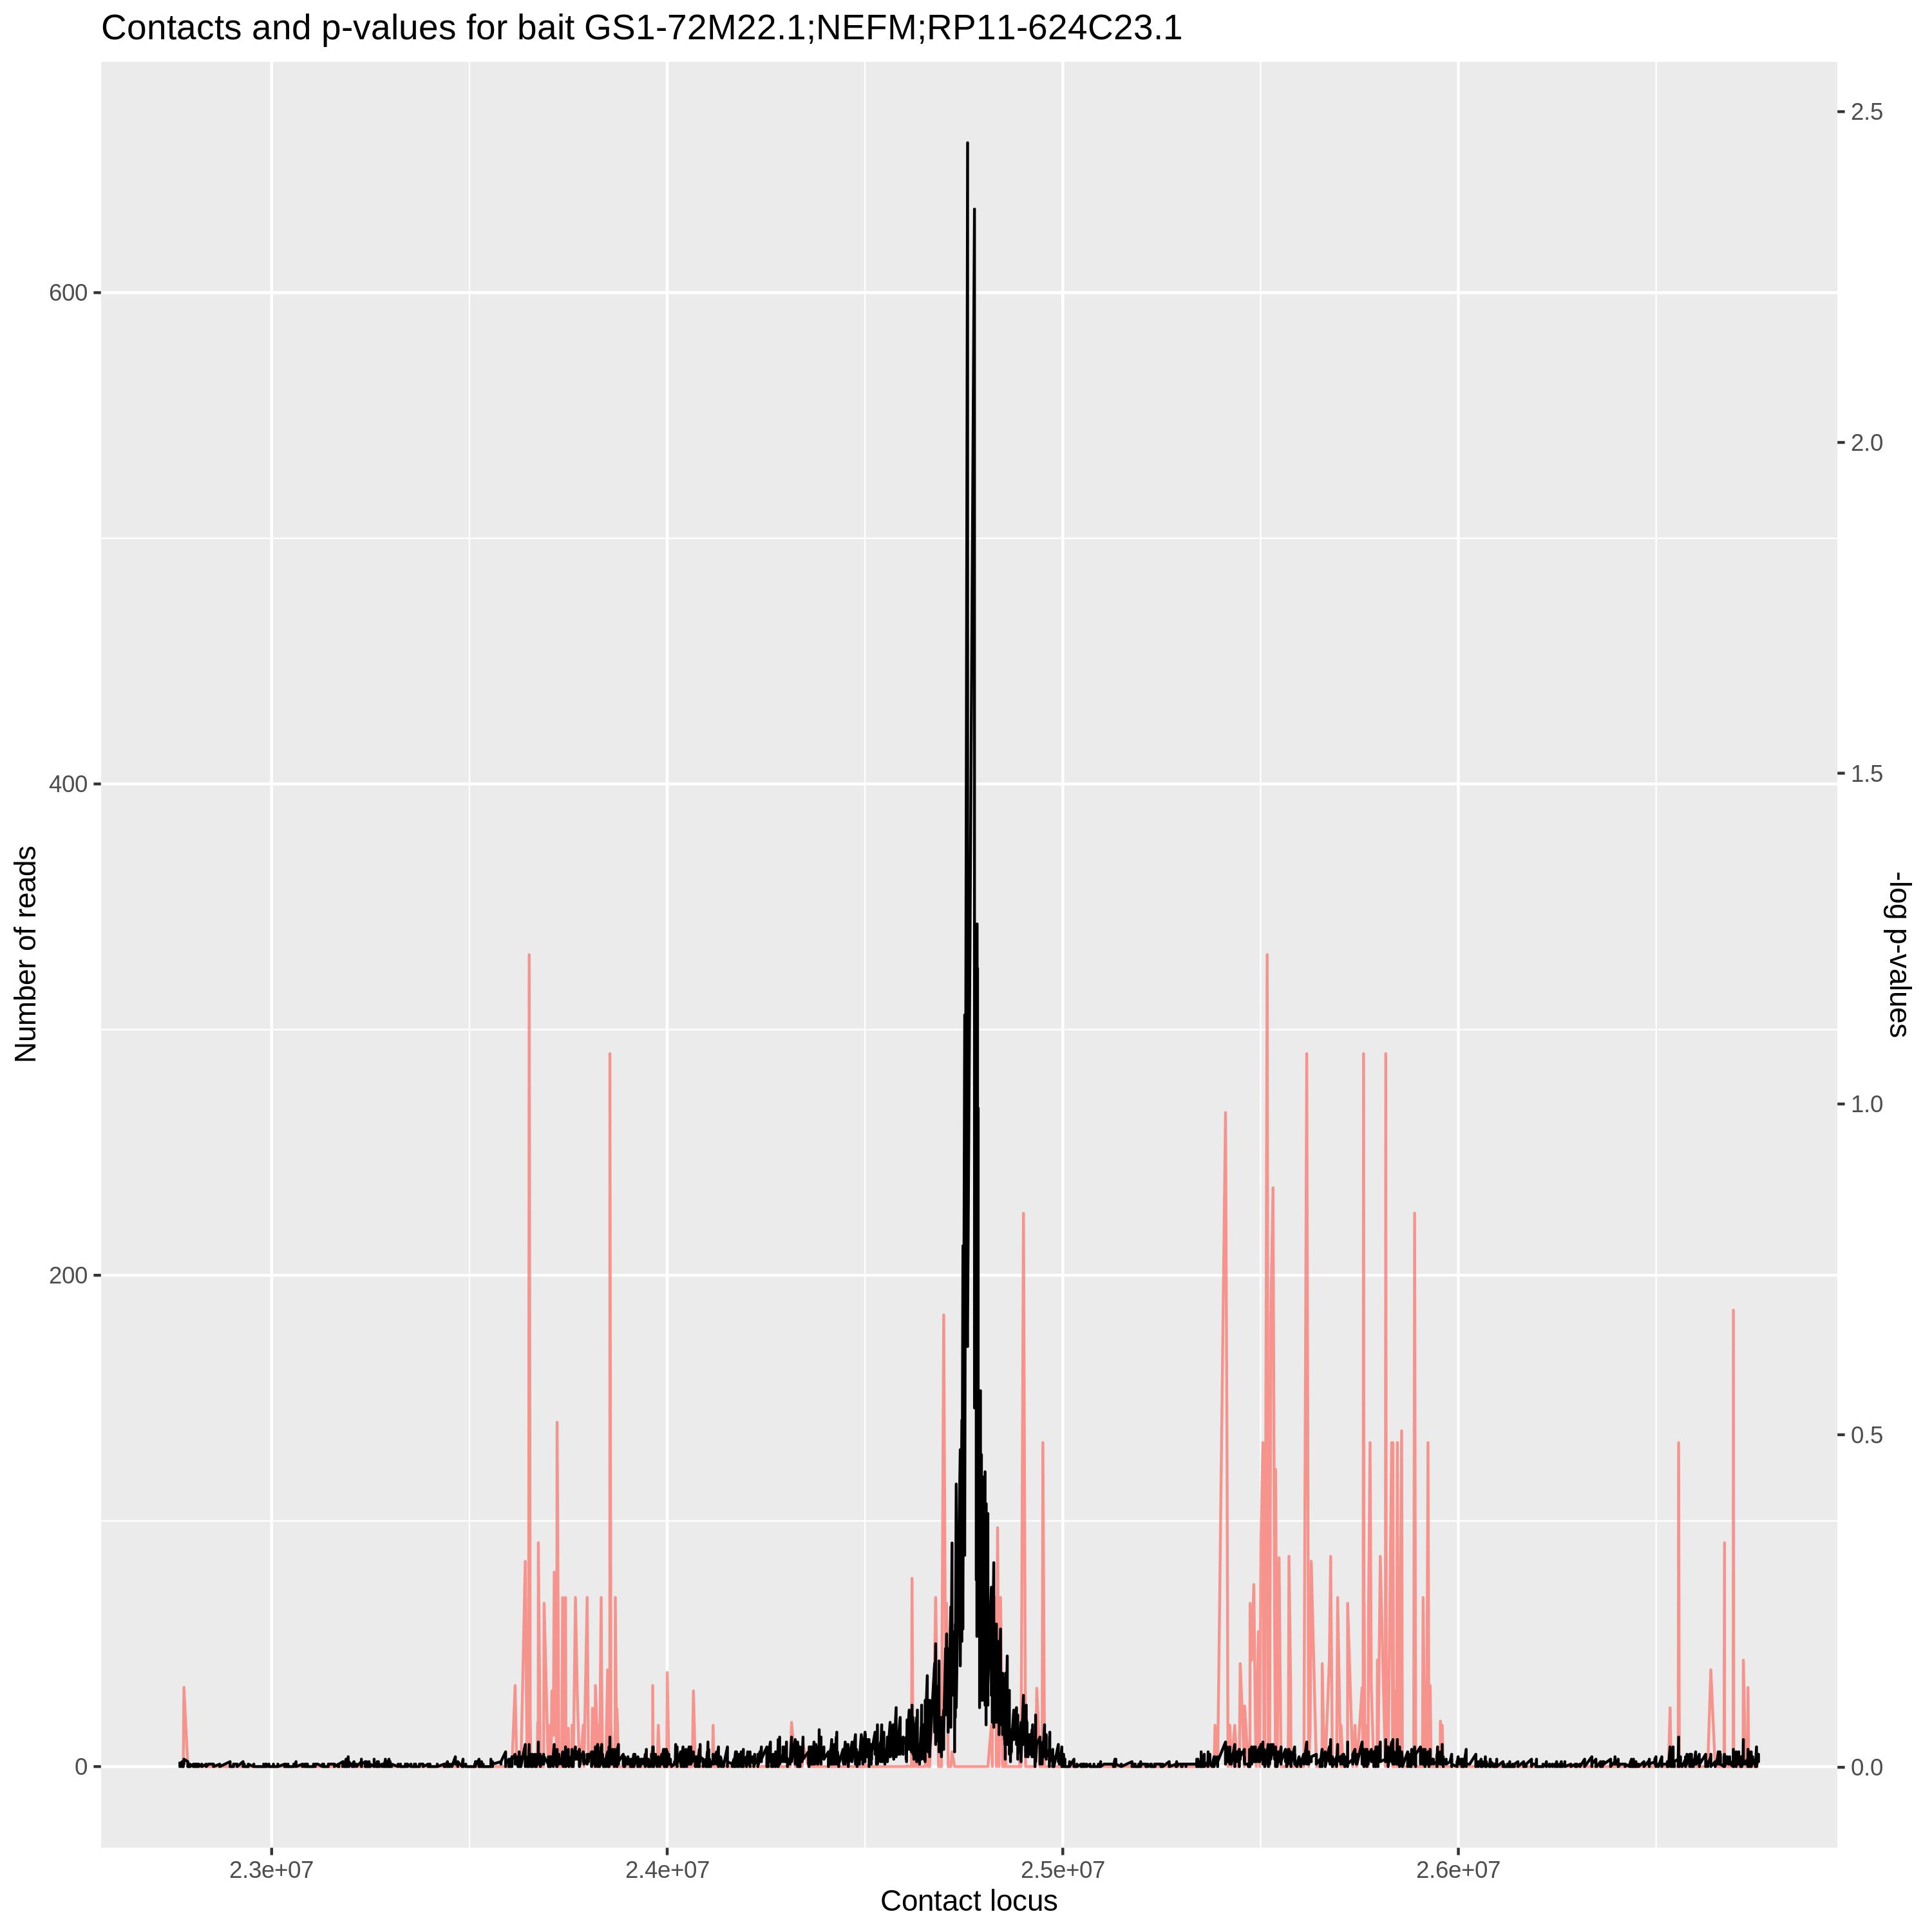 Contacts and p-values for bait GS1-72M22.1;NEFM;RP11-624C23.1
Number of reads
600
400
200
0
2.5
2.0
1.5
1.0
0.5
0.0
-log p-values
2.3e+07
2.4e+07
2.5e+07
2.6e+07
Contact locus